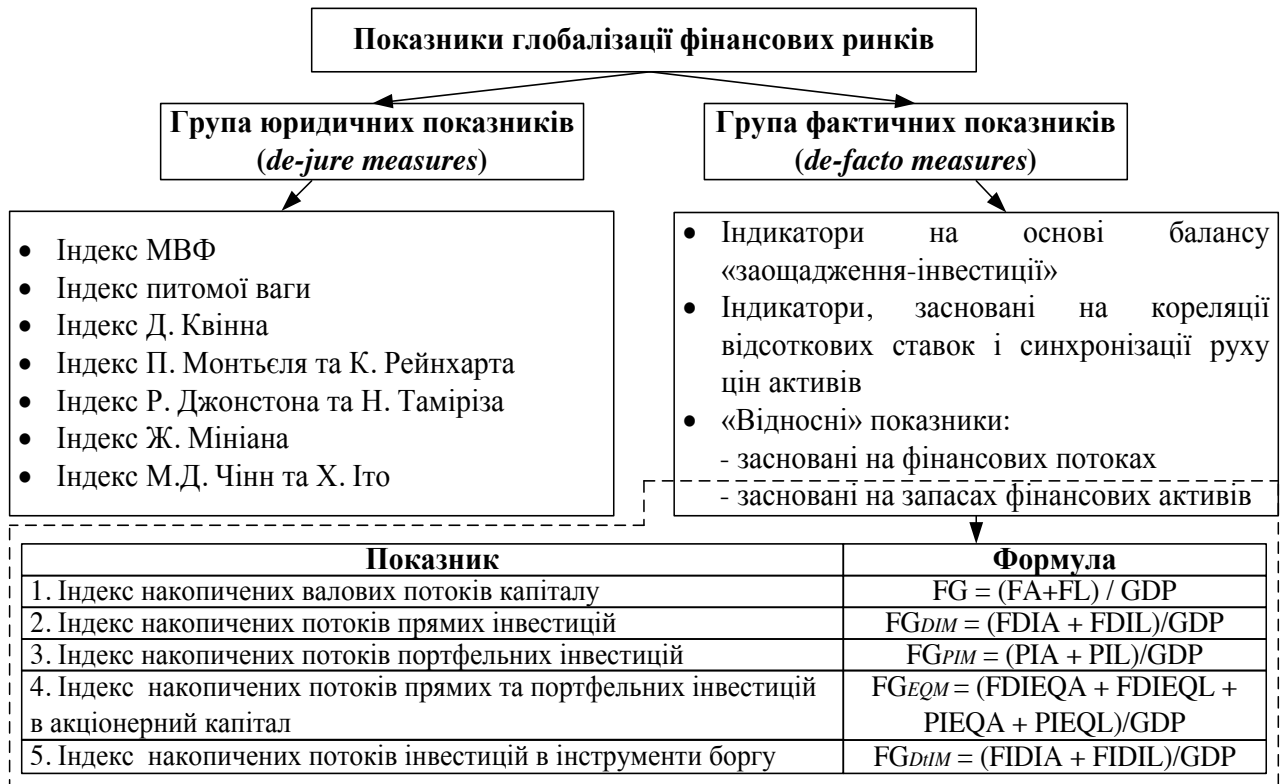 Показники глобалізації фінансових ринків
Група юридичних показників
(de-jure measures)
Група фактичних показників
(de-facto measures)
• Індекс МВФ
• Індекс питомої ваги
• Індекс Д. Квінна
• Індекс П. Монтьєля та К. Рейнхарта
• Індекс Р. Джонстона та Н. Таміріза
• Індекс Ж. Мініана
• Індекс М.Д. Чінн та Х. Іто
• Індикатори на основі балансу
«заощадження-інвестиції»
• Індикатори, засновані на кореляції
відсоткових ставок і синхронізації руху
цін активів
• «Відносні» показники:
- засновані на фінансових потоках
- засновані на запасах фінансових активів
Показник Формула
1. Індекс накопичених валових потоків капіталу FG = (FA+FL) / GDP
2. Індекс накопичених потоків прямих інвестицій FGDIM = (FDIA + FDIL)/GDP
3. Індекс накопичених потоків портфельних інвестицій FGPIM = (PIA + PIL)/GDP
4. Індекс накопичених потоків прямих та портфельних інвестицій FGEQM = (FDIEQA + FDIEQL +
в акціонерний капітал PIEQA + PIEQL)/GDP
5. Індекс накопичених потоків інвестицій в інструменти боргу FGDtIM = (FIDIA + FIDIL)/GDP